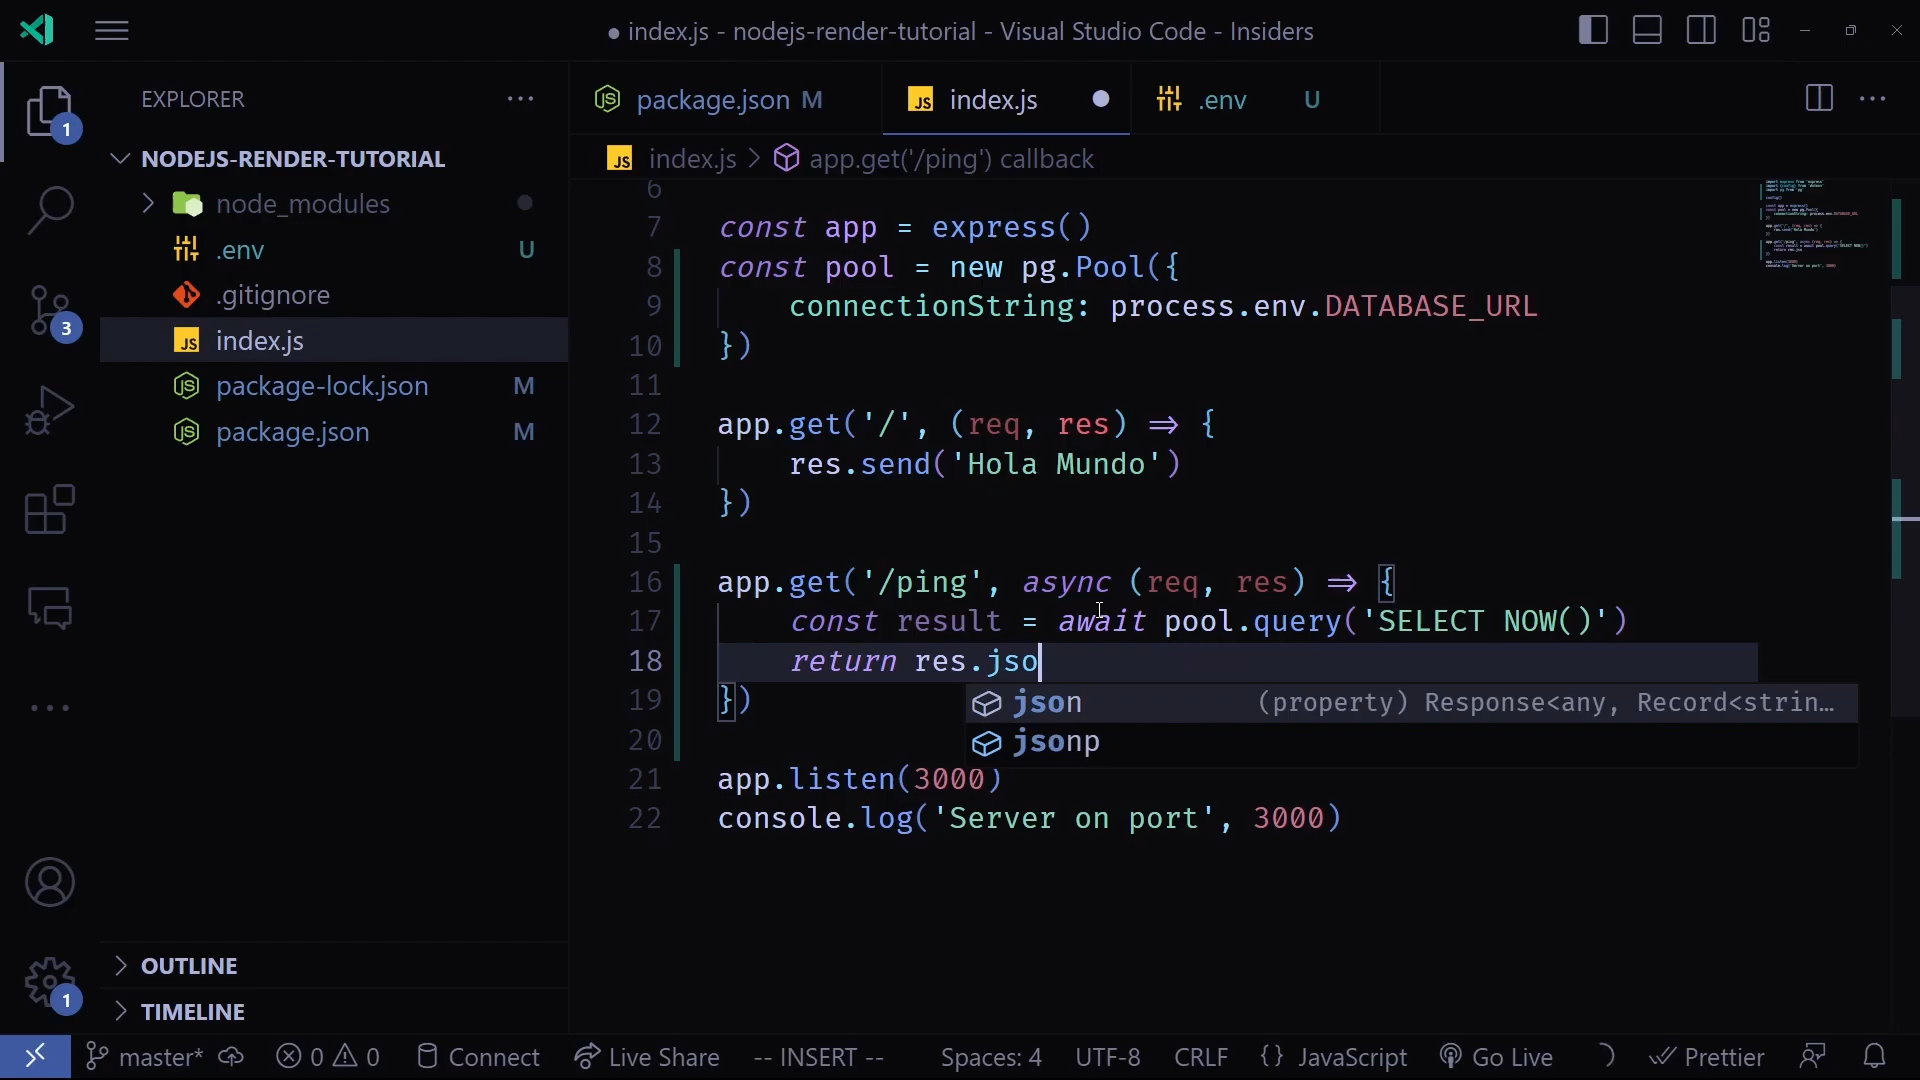 ● index.js - nodejs-render-tutorial - Visual Studio Code - Insiders
EXPLORER
NODEJS-RENDER-TUTORIAL
node_modules
.env U
.gitignore
index.js
package-lock.json M
package.json M
OUTLINE
TIMELINE
1
3
1
package.json M
index.js
.env U
index.js > app.get('/ping') callback
6
7 const app = express()
8 const pool = new pg.Pool({
9 connectionString: process.env.DATABASE_URL
10 })
11
12 app.get('/', (req, res) ⇒ {
13 res.send('Hola Mundo')
14 })
15
16 app.get('/ping', async (req, res) ⇒ {
17 const result = await pool.query('SELECT NOW()')
18 return res.jso
19 })
json (property) Response<any, Record<strin…
jsonp
20
21 app.listen(3000)
22 console.log('Server on port', 3000)
master* 0 0 Connect Live Share -- INSERT -- Spaces: 4 UTF-8 CRLF {} JavaScript Go Live Prettier